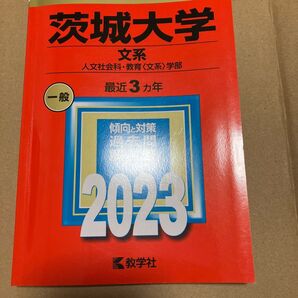 茨城大学
文系
人文社会科・教育〈文系〉学部
一般
最近3カ年
傾向と対策
過去問
2023
教学社